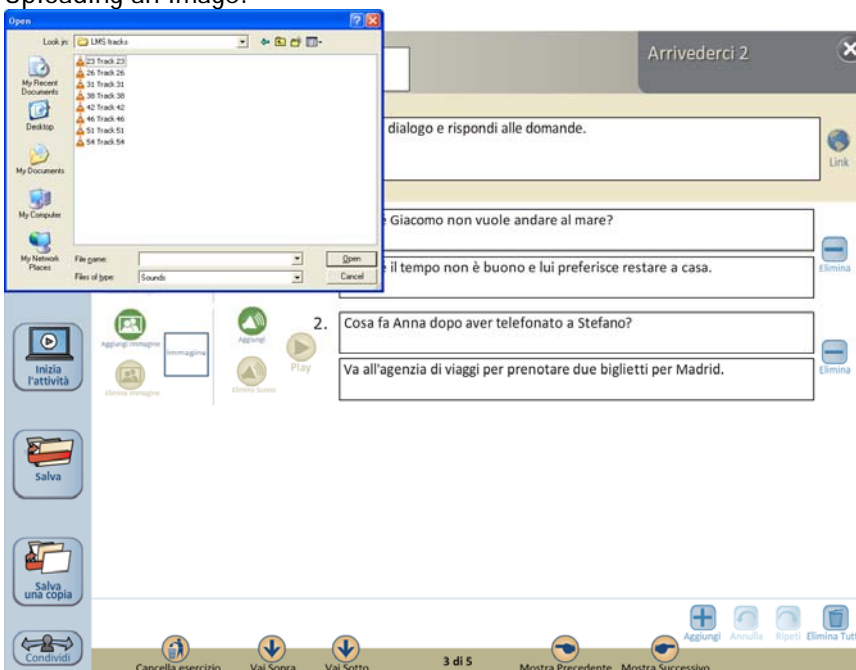 Uploading an image:
Open
Look in: LMS tracks
My Recent Documents
Desktop
My Documents
My Computer
My Network Places
23 Track 23
26 Track 26
31 Track 31
38 Track 38
42 Track 42
46 Track 46
51 Track 51
54 Track 54
File name:
Open
Files of type: Sounds
Cancel
Arrivederci 2
dialogo e rispondi alle domande.
Link
Giacomo non vuole andare al mare?
il tempo non è buono e lui preferisce restare a casa.
Elimina
Inizia
l'attività
Salva
Salva
una copia
Condividi
Aggiungi immagine
Immagine
Elimina immagine
Aggiungi
Elimina suono
Play
2. Cosa fa Anna dopo aver telefonato a Stefano?
Va all'agenzia di viaggi per prenotare due biglietti per Madrid.
Elimina
Aggiungi Annulla Ripeti Elimina Tutt
Cancella esercizio Vai Sopra Vai Sotto 3 di 5 Mostra Precedente Mostra Successivo